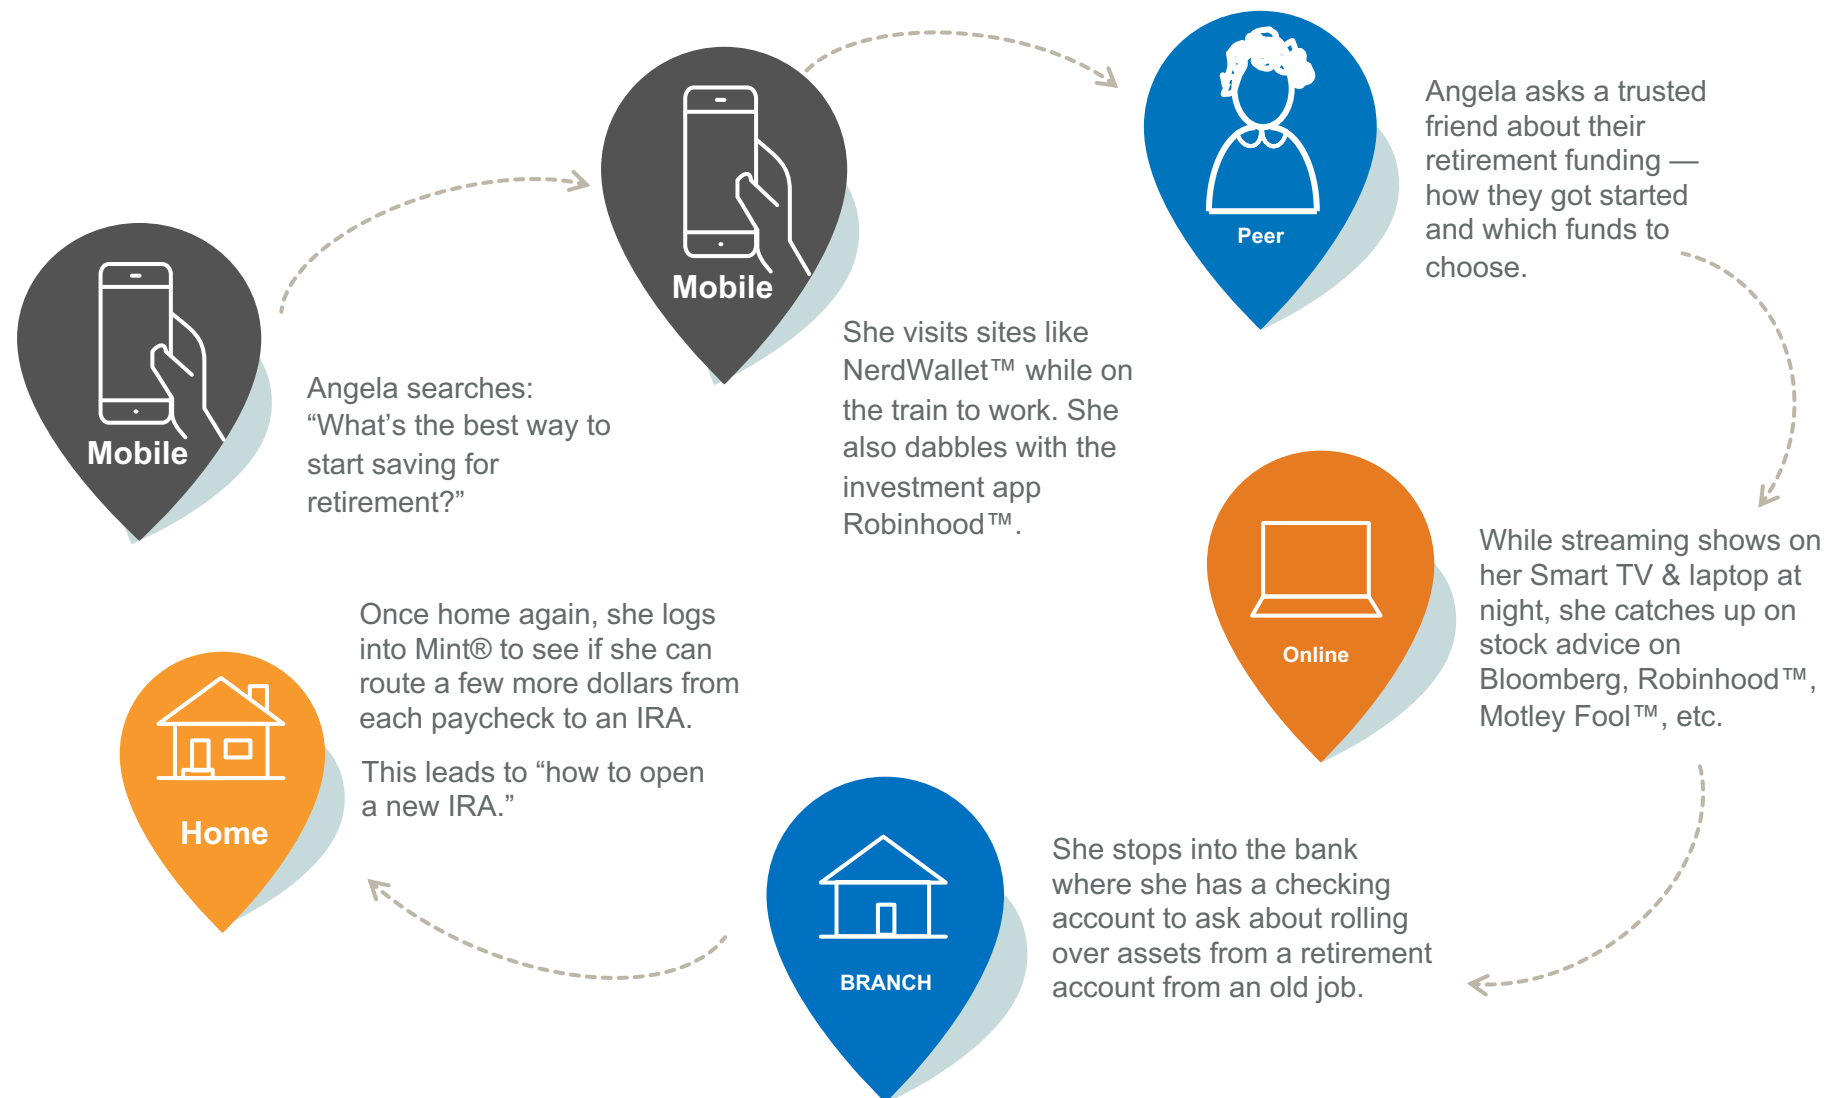 Mobile
Angela searches:
“What’s the best way to
start saving for
retirement?”
Mobile
She visits sites like
NerdWallet™ while on
the train to work. She
also dabbles with the
investment app
Robinhood™.
Peer
Angela asks a trusted
friend about their
retirement funding —
how they got started
and which funds to
choose.
Online
While streaming shows on
her Smart TV & laptop at
night, she catches up on
stock advice on
Bloomberg, Robinhood™,
Motley Fool™, etc.
BRANCH
She stops into the bank
where she has a checking
account to ask about rolling
over assets from a retirement
account from an old job.
Home
Once home again, she logs
into Mint® to see if she can
route a few more dollars from
each paycheck to an IRA.
This leads to “how to open
a new IRA.”